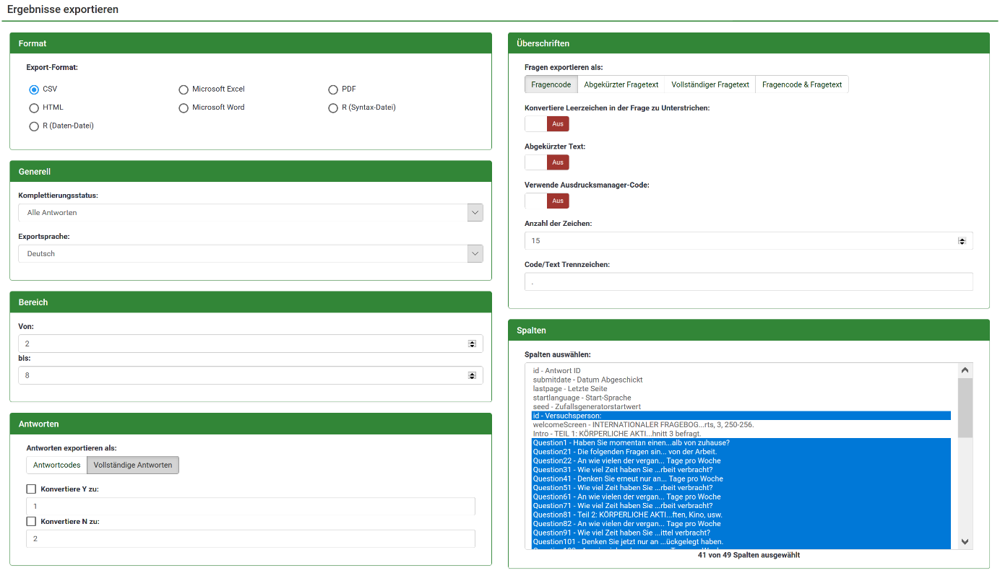 Ergebnisse exportieren
Format
Export-Format:
CSV
Microsoft Excel
PDF
HTML
Microsoft Word
R (Syntax-Datei)
R (Daten-Datei)
Generell
Komplettierungsstatus:
Alle Antworten
Exportsprache:
Deutsch
Bereich
Von:
2
bis:
8
Antworten
Antworten exportieren als:
Antwortcodes
Vollständige Antworten
Konvertiere Y zu:
1
Konvertiere N zu:
2
Überschriften
Fragen exportieren als:
Fragencode
Abgekürzter Fragetext
Vollständiger Fragetext
Fragencode & Fragetext
Konvertiere Leerzeichen in der Frage zu Unterstrichen:
Aus
Abgekürzter Text:
Aus
Verwende Ausdrucksmanager-Code:
Aus
Anzahl der Zeichen:
15
Code/Text Trennzeichen:
.
Spalten
Spalten auswählen:
id - Antwort ID
submitdate - Datum Abgeschickt
lastpage - Letzte Seite
startlanguage - Start-Sprache
seed - Zufallsgeneratorstartwert
id - Versuchsperson:
welcomeScreen - INTERNATIONALER FRAGEBOG...rts, 3, 250-256.
Intro - TEIL 1: KÖRPERLICHE AKTI...hnitt 3 befragt.
Question1 - Haben Sie momentan einen...alb von zuhause?
Question21 - Die folgenden Fragen sin... von der Arbeit.
Question22 - An wie vielen der vergan... Tage pro Woche
Question31 - Wie viel Zeit haben Sie ...rbeit verbracht?
Question41 - Denken Sie erneut nur an... Tage pro Woche
Question51 - Wie viel Zeit haben Sie ...rbeit verbracht?
Question61 - An wie vielen der vergan... Tage pro Woche
Question71 - Wie viel Zeit haben Sie ...rbeit verbracht?
Question81 - Teil 2: KÖRPERLICHE AKTI...ften, Kino, usw.
Question82 - An wie vielen der vergan... Tage pro Woche
Question91 - Wie viel Zeit haben Sie ...ittel verbracht?
Question101 - Denken Sie jetzt nur an ...ückgelegt haben.
41 von 49 Spalten ausgewählt